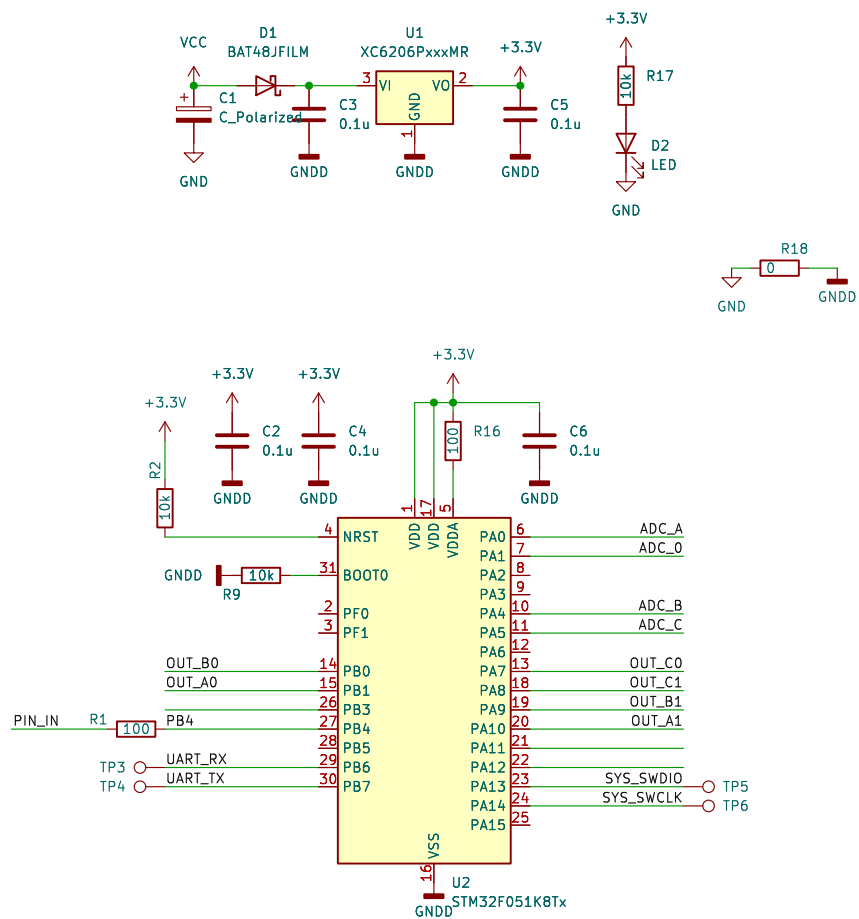 VCC
D1
BAT48JFILM
U1
XC6206PxxxMR
+3.3V
+3.3V
3 VI
VO 2
GND
1
+
C1
C_Polarized
C3
0.1u
C5
0.1u
10k
R17
D2
LED
GND
GNDD
GNDD
GNDD
GND
R18
0
GND
GNDD
+3.3V
+3.3V
+3.3V
+3.3V
R2
10k
C2
0.1u
C4
0.1u
100
R16
C6
0.1u
GNDD
GNDD
GNDD
1
17
5
VDD
VDD
VDDA
4 NRST
31 BOOT0
GNDD
10k
R9
2 PF0
3 PF1
OUT_B0 14 PB0
OUT_A0 15 PB1
26 PB3
PIN_IN R1 100 PB4 27 PB4
28 PB5
TP3 UART_RX 29 PB6
TP4 UART_TX 30 PB7
PA0 6 ADC_A
PA1 7 ADC_0
PA2 8
PA3 9
PA4 10 ADC_B
PA5 11 ADC_C
PA6 12
PA7 13 OUT_C0
PA8 18 OUT_C1
PA9 19 OUT_B1
PA10 20 OUT_A1
PA11 21
PA12 22
PA13 23 SYS_SWDIO TP5
PA14 24 SYS_SWCLK TP6
PA15 25
VSS
16
U2
STM32F051K8Tx
GNDD